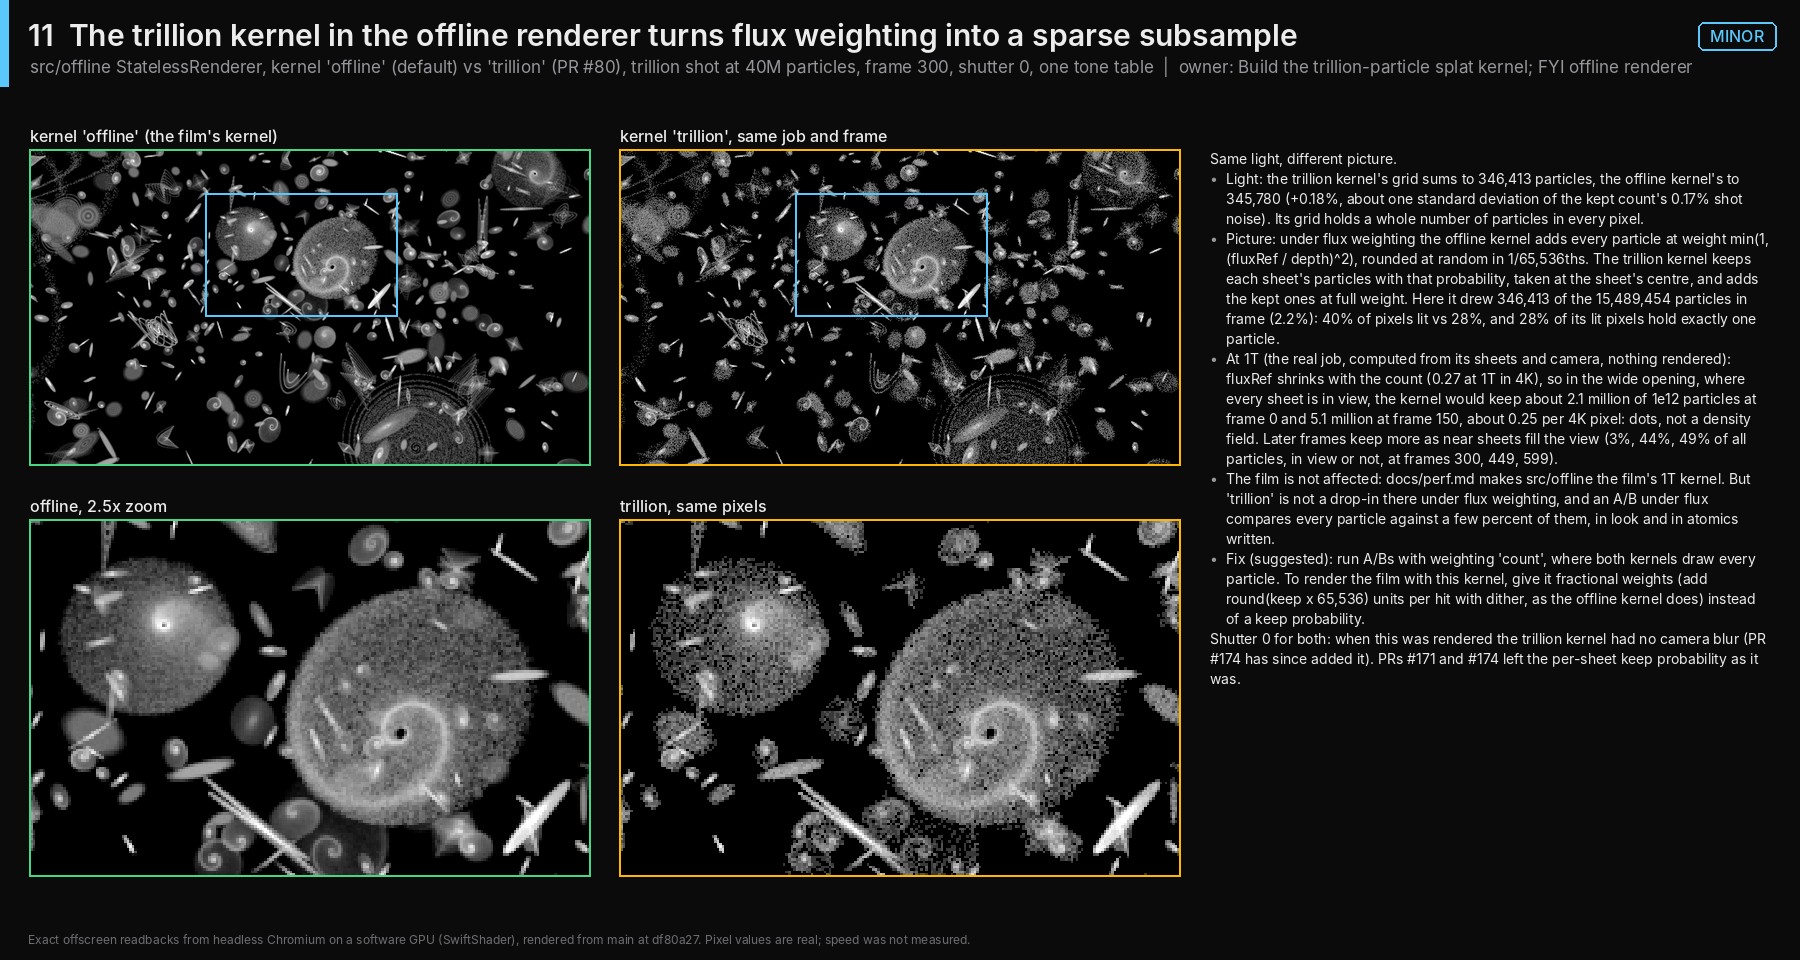 11 The trillion kernel in the offline renderer turns flux weighting into a sparse subsample
MINOR
src/offline StatelessRenderer, kernel 'offline' (default) vs 'trillion' (PR #80), trillion shot at 40M particles, frame 300, shutter 0, one tone table | owner: Build the trillion-particle splat kernel; FYI offline renderer
kernel 'offline' (the film's kernel)
kernel 'trillion', same job and frame
offline, 2.5x zoom
trillion, same pixels
Same light, different picture.
• Light: the trillion kernel's grid sums to 346,413 particles, the offline kernel's to
345,780 (+0.18%, about one standard deviation of the kept count's 0.17% shot
noise). Its grid holds a whole number of particles in every pixel.
• Picture: under flux weighting the offline kernel adds every particle at weight min(1,
(fluxRef / depth)^2), rounded at random in 1/65,536ths. The trillion kernel keeps
each sheet's particles with that probability, taken at the sheet's centre, and adds
the kept ones at full weight. Here it drew 346,413 of the 15,489,454 particles in
frame (2.2%): 40% of pixels lit vs 28%, and 28% of its lit pixels hold exactly one
particle.
• At 1T (the real job, computed from its sheets and camera, nothing rendered):
fluxRef shrinks with the count (0.27 at 1T in 4K), so in the wide opening, where
every sheet is in view, the kernel would keep about 2.1 million of 1e12 particles at
frame 0 and 5.1 million at frame 150, about 0.25 per 4K pixel: dots, not a density
field. Later frames keep more as near sheets fill the view (3%, 44%, 49% of all
particles, in view or not, at frames 300, 449, 599).
• The film is not affected: docs/perf.md makes src/offline the film's 1T kernel. But
'trillion' is not a drop-in there under flux weighting, and an A/B under flux
compares every particle against a few percent of them, in look and in atomics
written.
• Fix (suggested): run A/Bs with weighting 'count', where both kernels draw every
particle. To render the film with this kernel, give it fractional weights (add
round(keep x 65,536) units per hit with dither, as the offline kernel does) instead
of a keep probability.
Shutter 0 for both: when this was rendered the trillion kernel had no camera blur (PR
#174 has since added it). PRs #171 and #174 left the per-sheet keep probability as it
was.
Exact offscreen readbacks from headless Chromium on a software GPU (SwiftShader), rendered from main at df80a27. Pixel values are real; speed was not measured.